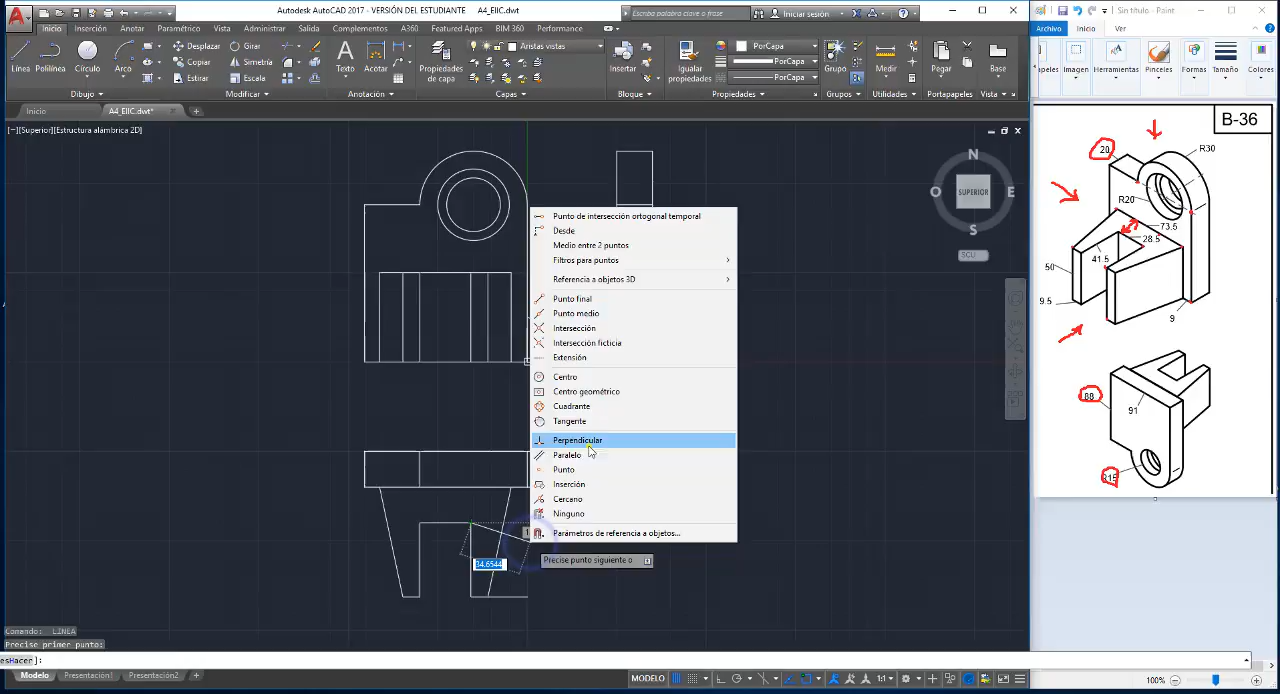 Autodesk AutoCAD 2017 - VERSIÓN DEL ESTUDIANTE A4_EIIC.dwt
Escriba palabra clave o frase
Iniciar sesión
Sin título - Paint
Inicio Inserción Anotar Paramétrico Vista Administrar Salida Complementos A360 Featured Apps BIM 360 Performance
Archivo Inicio Ver
Línea Polilínea Círculo Arco
Desplazar Girar
Copiar Simetría
Estirar Escala
Texto Acotar
Propiedades de capa
Aristas vistas
Insertar
Igualar propiedades
PorCapa
PorCapa
PorCapa
Grupo Medir Pegar Base
Imagen Herramientas Pinceles Formas Tamaño Colores
Dibujo Modificar Anotación Capas Bloque Propiedades Grupos Utilidades Portapapeles Vista
Inicio A4_EIIC.dwt* +
[−][Superior][Estructura alámbrica 2D]
N
O SUPERIOR E
S
SCU
B-36
20
R30
R20
73.5
28.5
41.5
50
9.5
9
88
91
R15
Punto de intersección ortogonal temporal
Desde
Medio entre 2 puntos
Filtros para puntos
Referencia a objetos 3D
Punto final
Punto medio
Intersección
Intersección ficticia
Extensión
Centro
Centro geométrico
Cuadrante
Tangente
Perpendicular
Paralelo
Punto
Inserción
Cercano
Ninguno
Parámetros de referencia a objetos...
34.6544
Precise punto siguiente o
Comando: LINEA
Precise primer punto:
esHacer]:
Modelo Presentación1 Presentación2 +
MODELO 1:1
100%